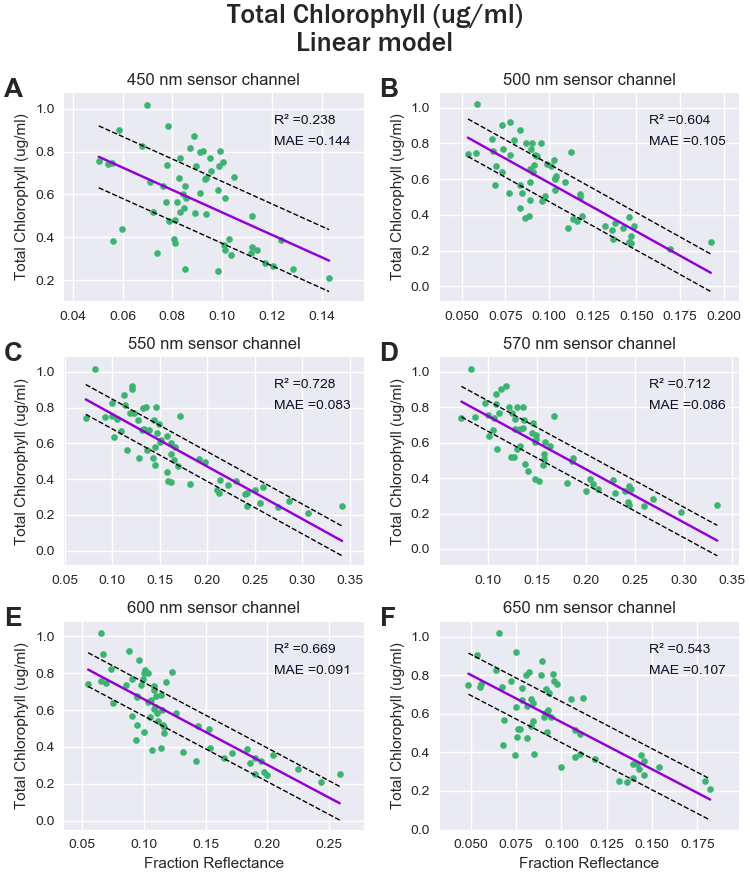 Total Chlorophyll (ug/ml)
Linear model
A
450 nm sensor channel
Total Chlorophyll (ug/ml)
1.0
0.8
0.6
0.4
0.2
R² =0.238
MAE =0.144
0.04 0.06 0.08 0.10 0.12 0.14
B
500 nm sensor channel
Total Chlorophyll (ug/ml)
1.0
0.8
0.6
0.4
0.2
0.0
R² =0.604
MAE =0.105
0.050 0.075 0.100 0.125 0.150 0.175 0.200
C
550 nm sensor channel
Total Chlorophyll (ug/ml)
1.0
0.8
0.6
0.4
0.2
0.0
R² =0.728
MAE =0.083
0.05 0.10 0.15 0.20 0.25 0.30 0.35
D
570 nm sensor channel
Total Chlorophyll (ug/ml)
1.0
0.8
0.6
0.4
0.2
0.0
R² =0.712
MAE =0.086
0.10 0.15 0.20 0.25 0.30 0.35
E
600 nm sensor channel
Total Chlorophyll (ug/ml)
1.0
0.8
0.6
0.4
0.2
0.0
R² =0.669
MAE =0.091
0.05 0.10 0.15 0.20 0.25
Fraction Reflectance
F
650 nm sensor channel
Total Chlorophyll (ug/ml)
1.0
0.8
0.6
0.4
0.2
0.0
R² =0.543
MAE =0.107
0.050 0.075 0.100 0.125 0.150 0.175
Fraction Reflectance